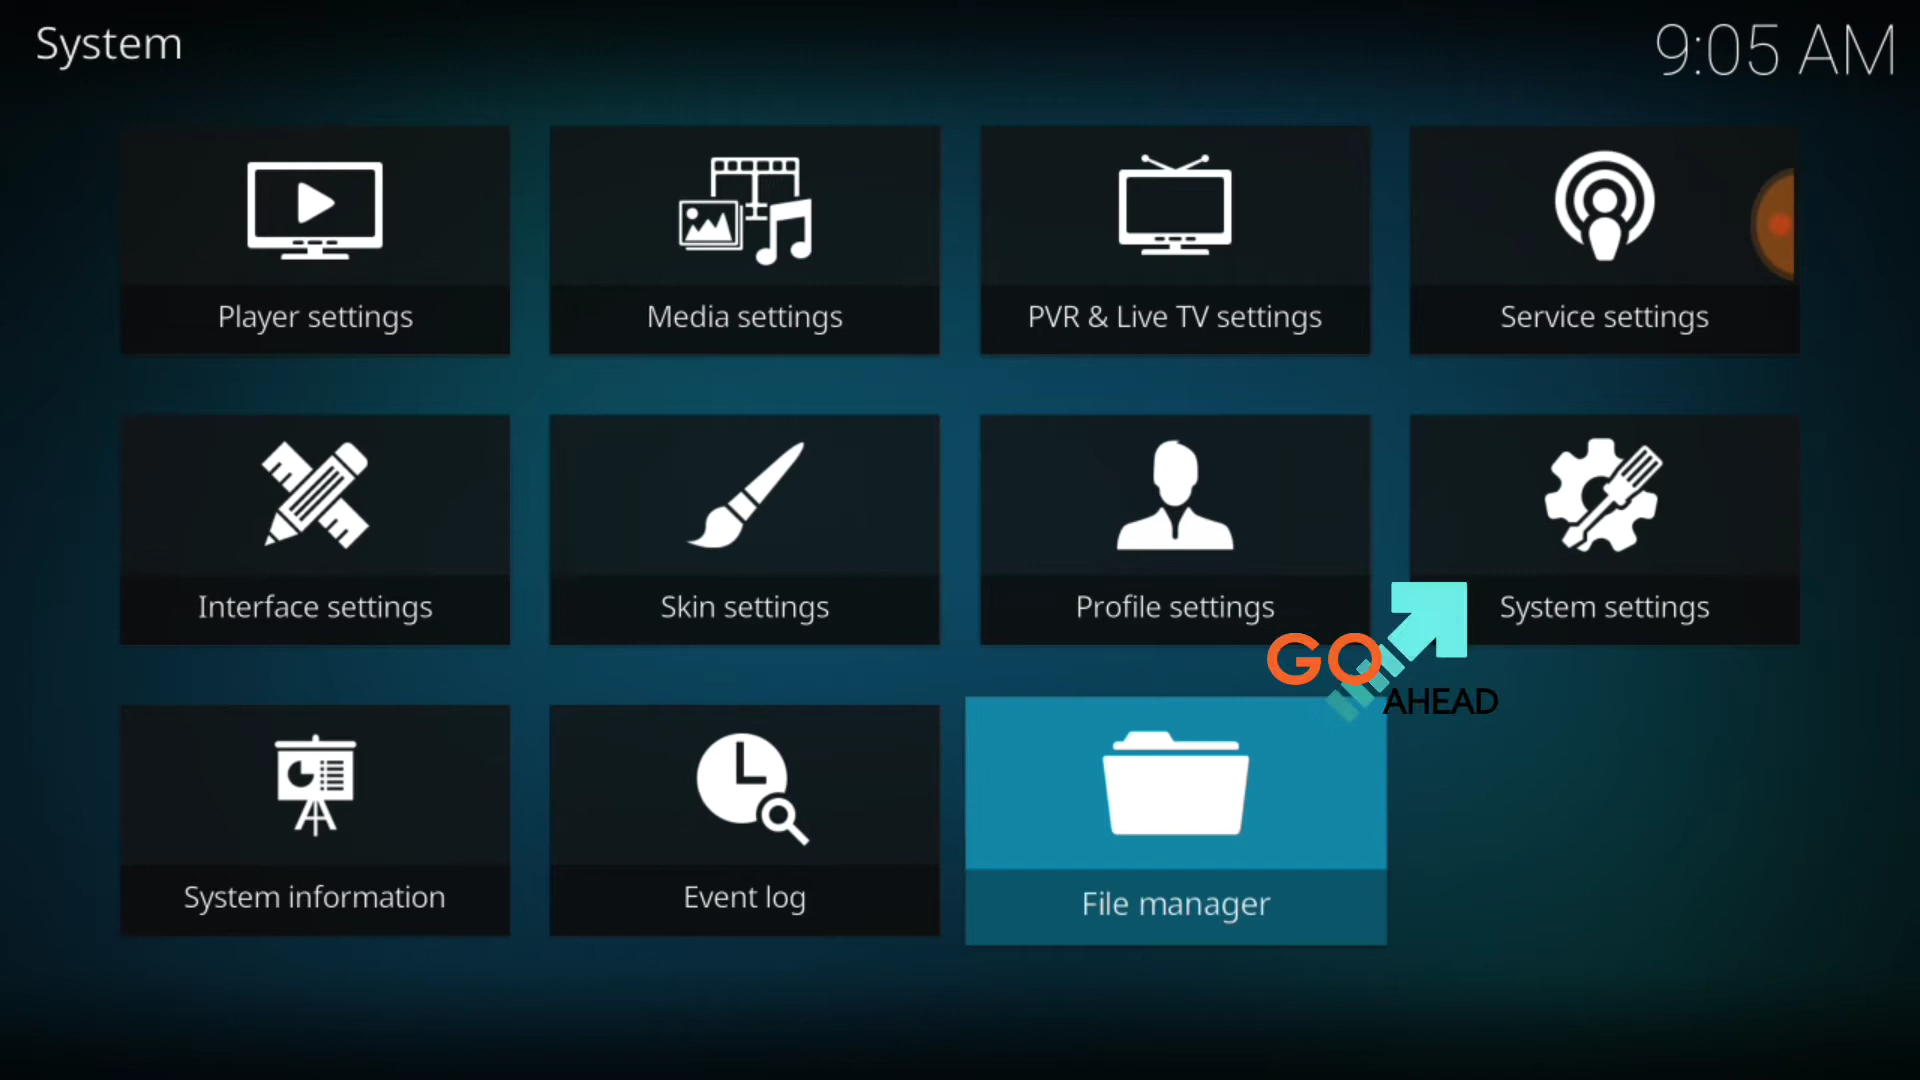 System
9:05 AM
Player settings
Media settings
PVR & Live TV settings
Service settings
Interface settings
Skin settings
Profile settings
System settings
GO
AHEAD
System information
Event log
File manager